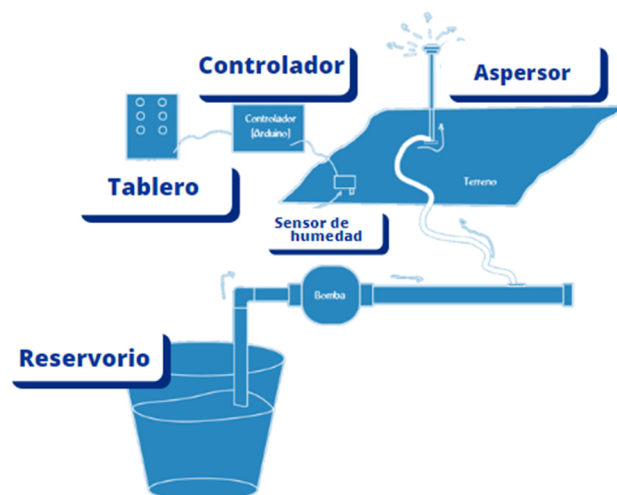 Controlador
Aspersor
Controlador
(Arduino)
Tablero
Terreno
Sensor de
humedad
Bomba
Reservorio